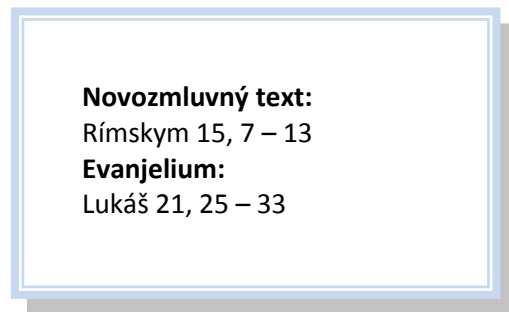 Novozmluvný text:
Rímskym 15, 7 – 13
Evanjelium:
Lukáš 21, 25 – 33